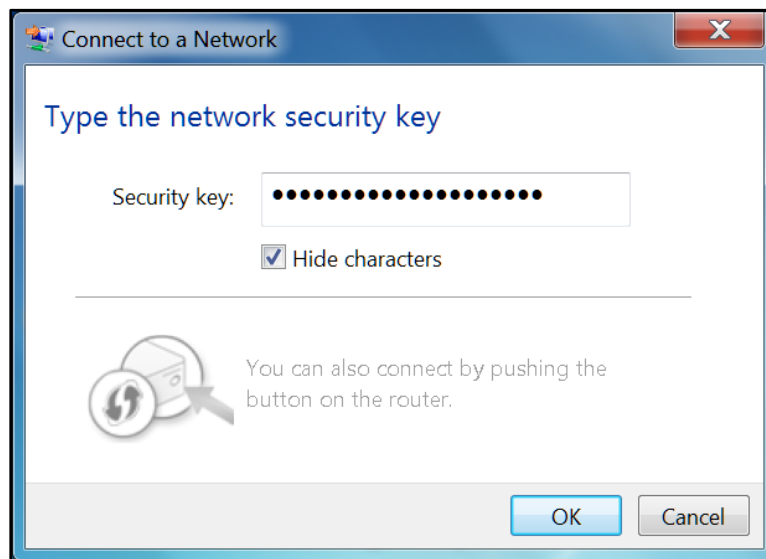 Connect to a Network
X
Type the network security key
Security key: ••••••••••••••••••••
Hide characters
You can also connect by pushing the
button on the router.
OK Cancel